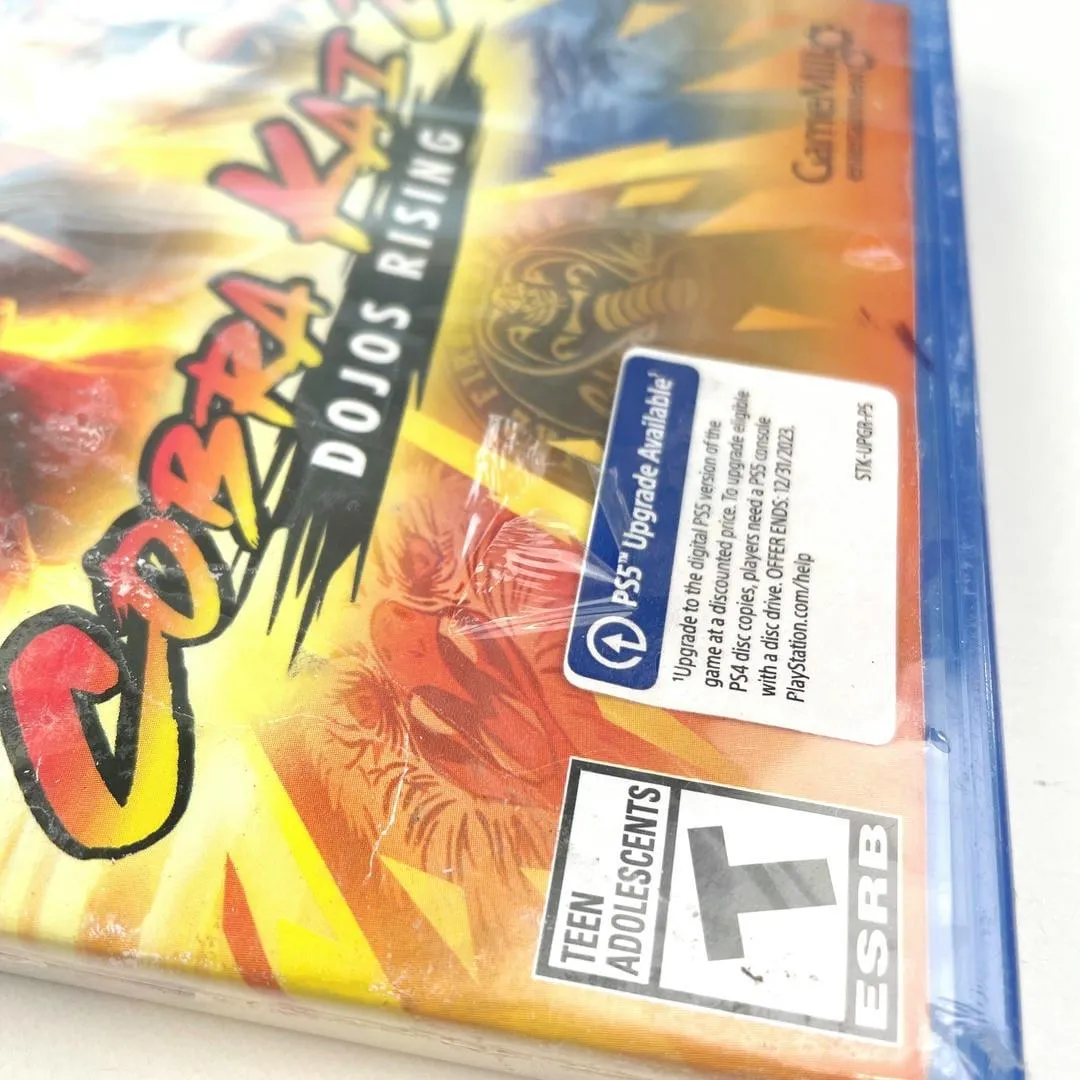 COBRA KAI
DOJOS RISING
GameMill
entertainment
PS5™ Upgrade Available¹
¹Upgrade to the digital PS5 version of the
game at a discounted price. To upgrade eligible
PS4 disc copies, players need a PS5 console
with a disc drive. OFFER ENDS: 12/31/2023.
PlayStation.com/help
STK-UPGR-P5
TEEN
ADOLESCENTS
T
ESRB